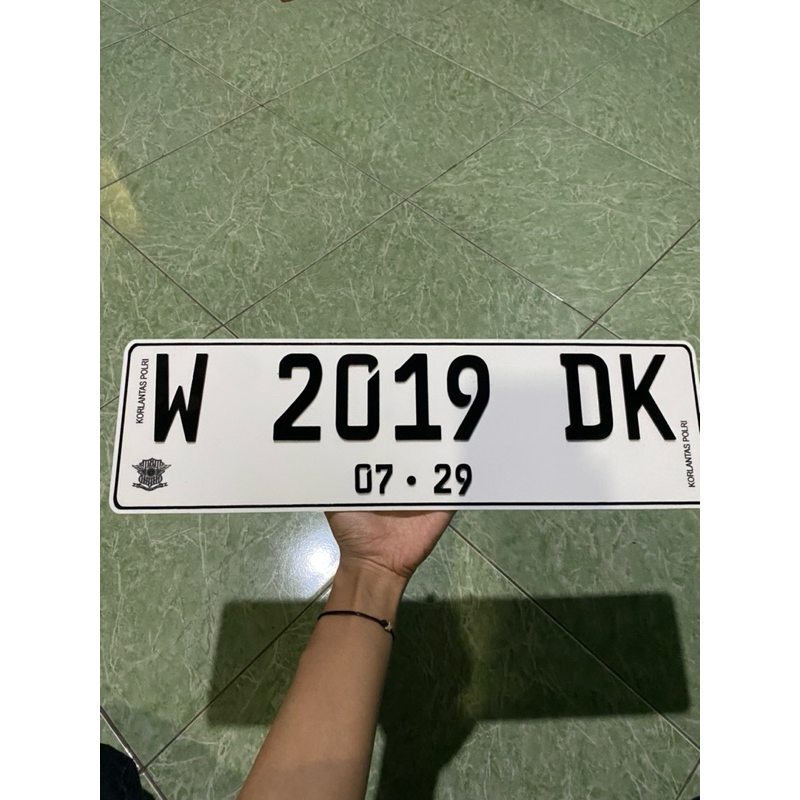 KORLANTAS POLRI
W 2019 DK
07 • 29
KORLANTAS POLRI